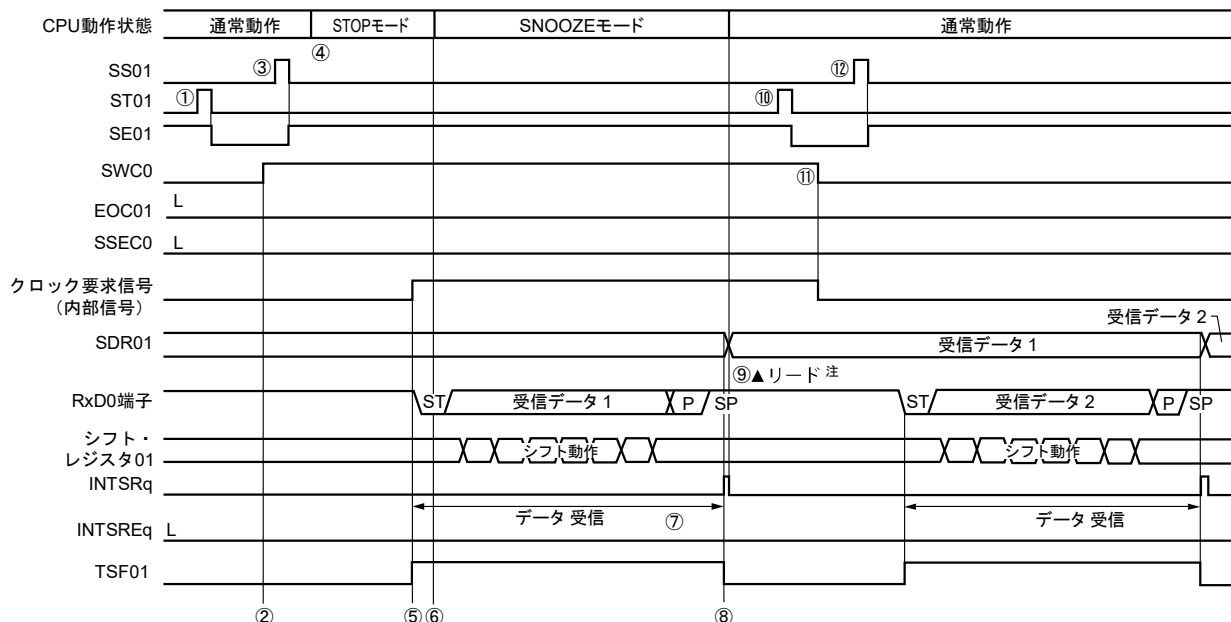 CPU動作状態 通常動作 STOPモード SNOOZEモード 通常動作
④
SS01 ③ ⑫
ST01 ① ⑩
SE01
SWC0 ⑪
EOC01 L
SSEC0 L
クロック要求信号
(内部信号)
受信データ 2
SDR01 受信データ 1
⑨▲リード 注
RxD0端子 ST 受信データ 1 P SP ST 受信データ 2 P SP
シフト・
レジスタ01 シフト動作 シフト動作
INTSRq
データ 受信 ⑦ データ 受信
INTSREq L
TSF01
② ⑤ ⑥ ⑧